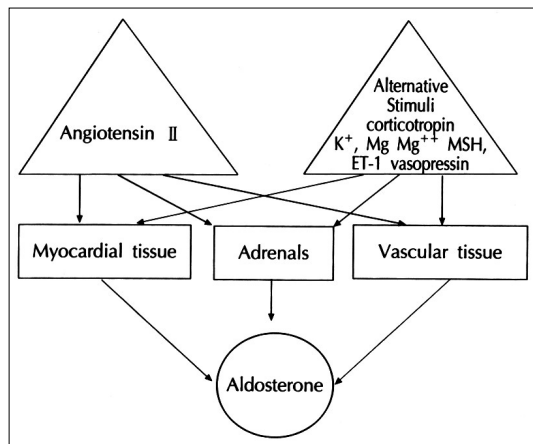 Angiotensin II
Alternative
Stimuli
corticotropin
K+, Mg Mg++ MSH,
ET-1 vasopressin
Myocardial tissue
Adrenals
Vascular tissue
Aldosterone